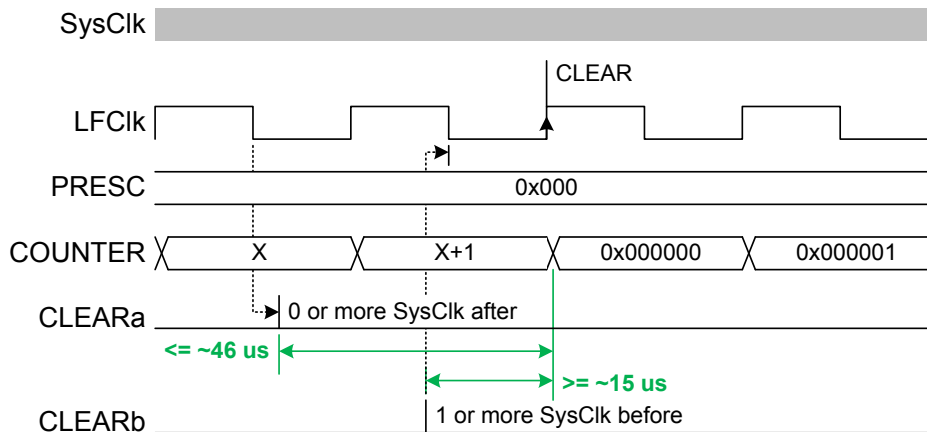 SysClk
CLEAR
LFClk
PRESC
0x000
COUNTER
X
X+1
0x000000
0x000001
CLEARa
0 or more SysClk after
<= ~46 us
>= ~15 us
CLEARb
1 or more SysClk before